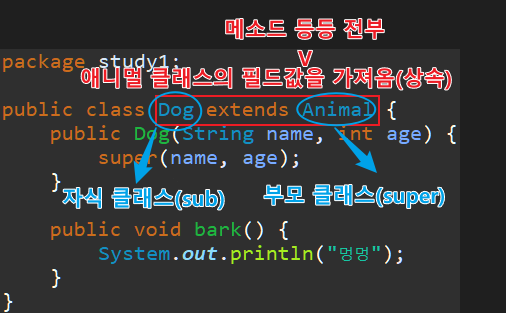 메소드 등등 전부
V
package study1;
애니멀 클래스의 필드값을 가져옴(상속)
public class Dog extends Animal {
public Dog(String name, int age) {
super(name, age);
}
자식 클래스(sub)
부모 클래스(super)
public void bark() {
System.out.println("멍멍");
}
}